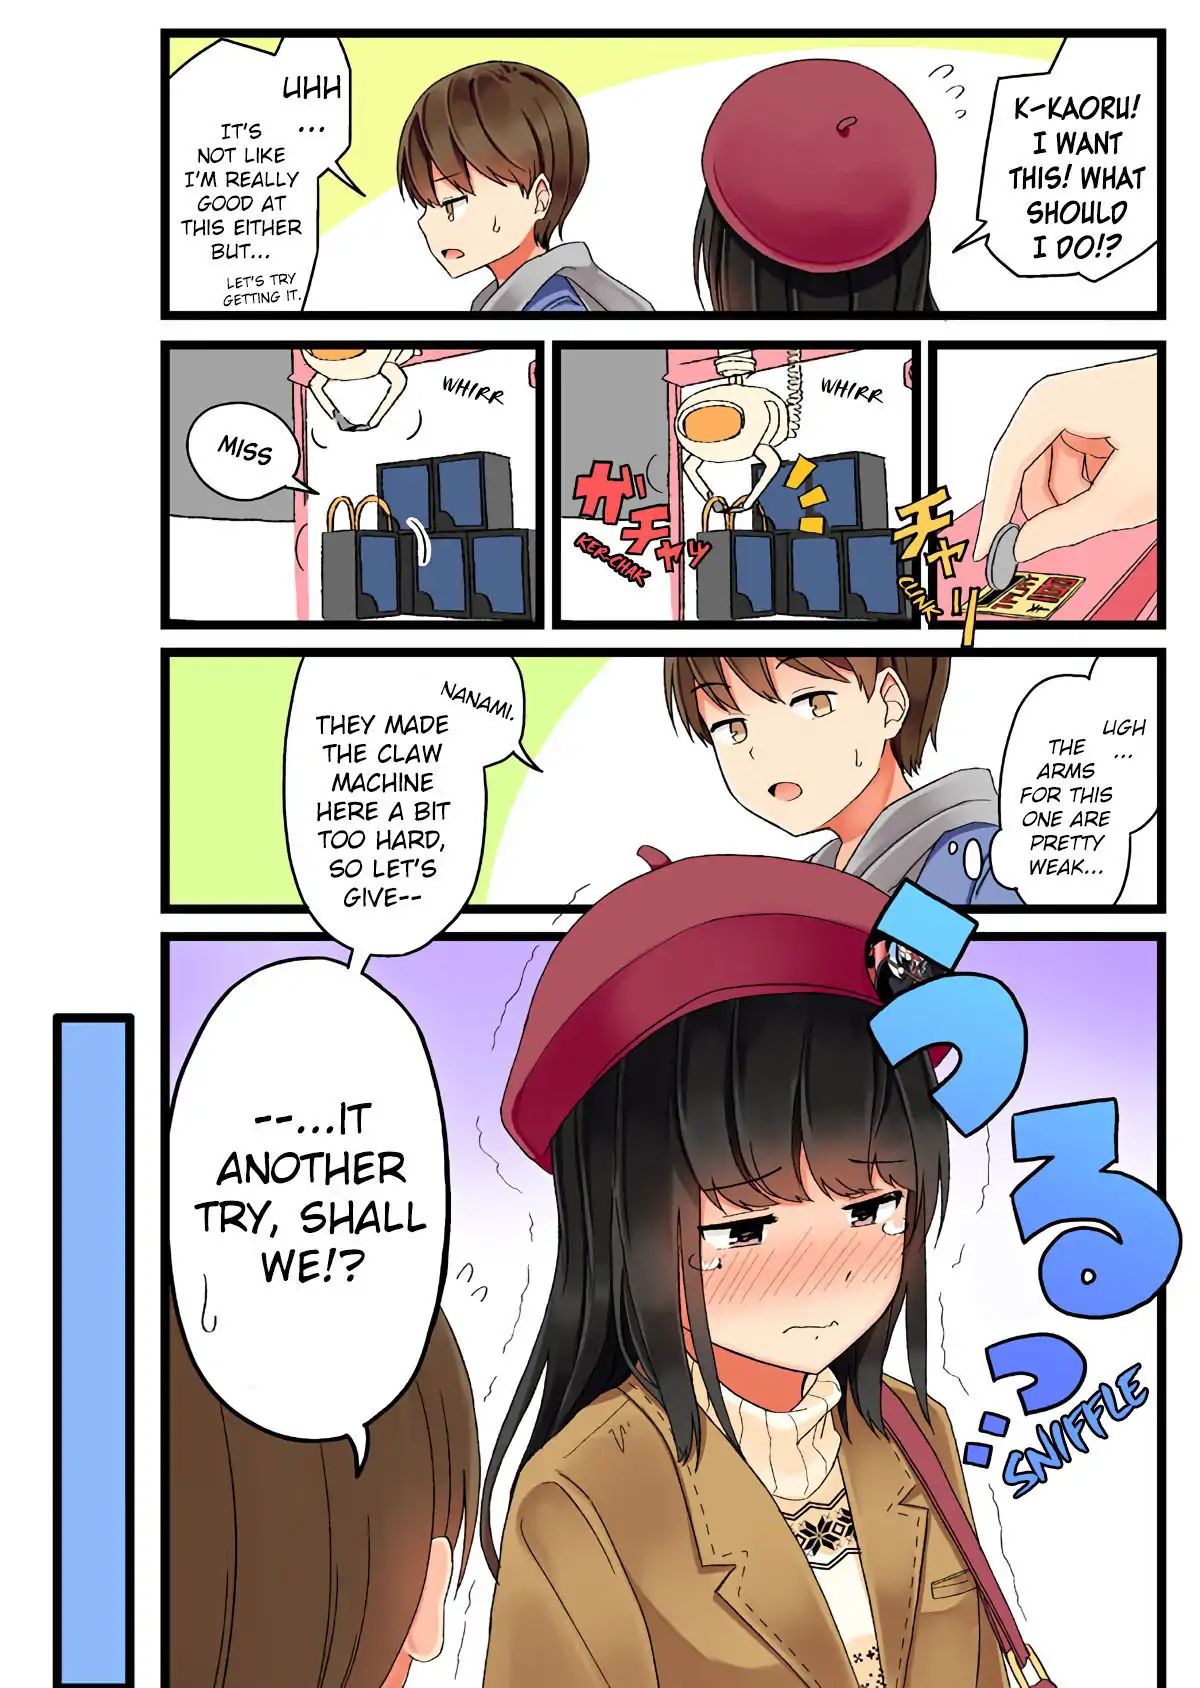 K-KAORU!
I WANT
THIS! WHAT
SHOULD
I DO!?
UHH
...
IT'S
NOT LIKE
I'M REALLY
GOOD AT
THIS EITHER
BUT...
LET'S TRY
GETTING IT.
チャリ
CLINK
WHIRR
ガチャッ
KER-CHAK
WHIRR
MISS
UGH
...
THE
ARMS
FOR THIS
ONE ARE
PRETTY
WEAK...
NANAMI.
THEY MADE
THE CLAW
MACHINE
HERE A BIT
TOO HARD,
SO LET'S
GIVE--
--...IT
ANOTHER
TRY, SHALL
WE!?
うるっ
SNIFFLE